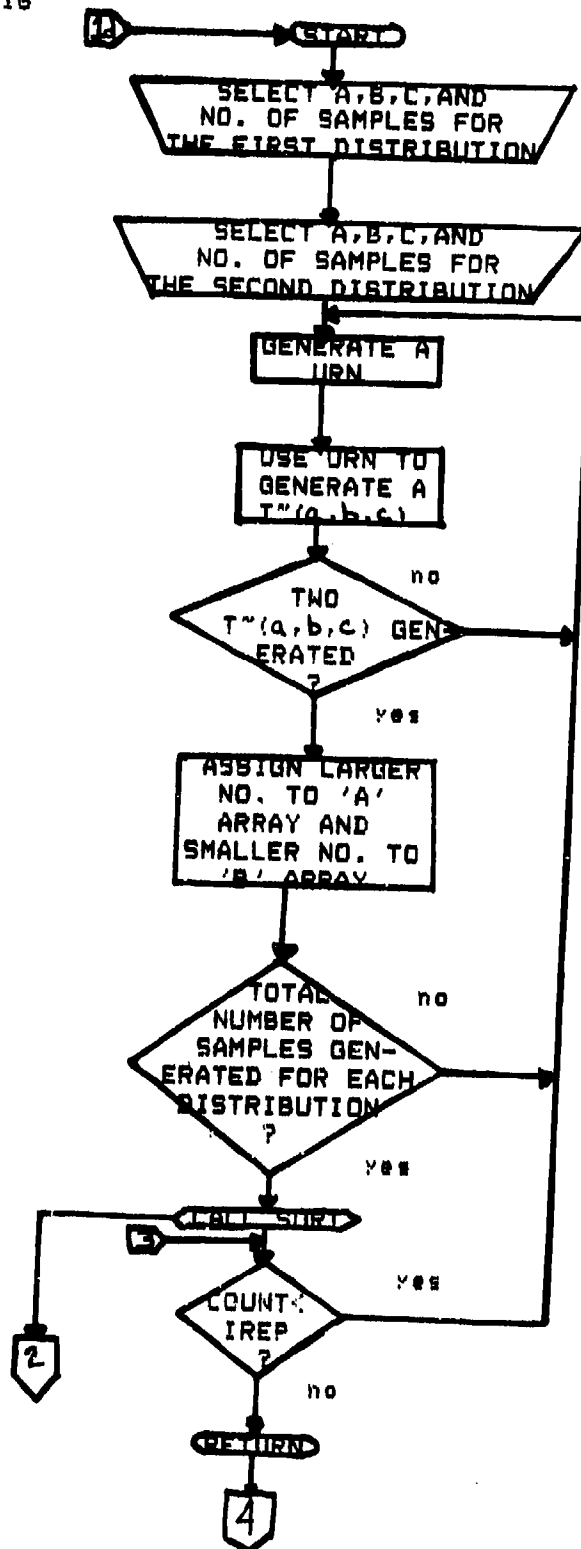 1d
START
SELECT A,B,C,AND
NO. OF SAMPLES FOR
THE FIRST DISTRIBUTION
SELECT A,B,C,AND
NO. OF SAMPLES FOR
THE SECOND DISTRIBUTION
GENERATE A
URN
USE URN TO
GENERATE A
T~(a,b,c)
no
TWO
T~(a,b,c) GEN-
ERATED
?
yes
ASSIGN LARGER
NO. TO 'A'
ARRAY AND
SMALLER NO. TO
'B' ARRAY
no
TOTAL
NUMBER OF
SAMPLES GEN-
ERATED FOR EACH
DISTRIBUTION
?
yes
CALL SORT
3
yes
COUNT<
IREP
?
2
no
RETURN
4